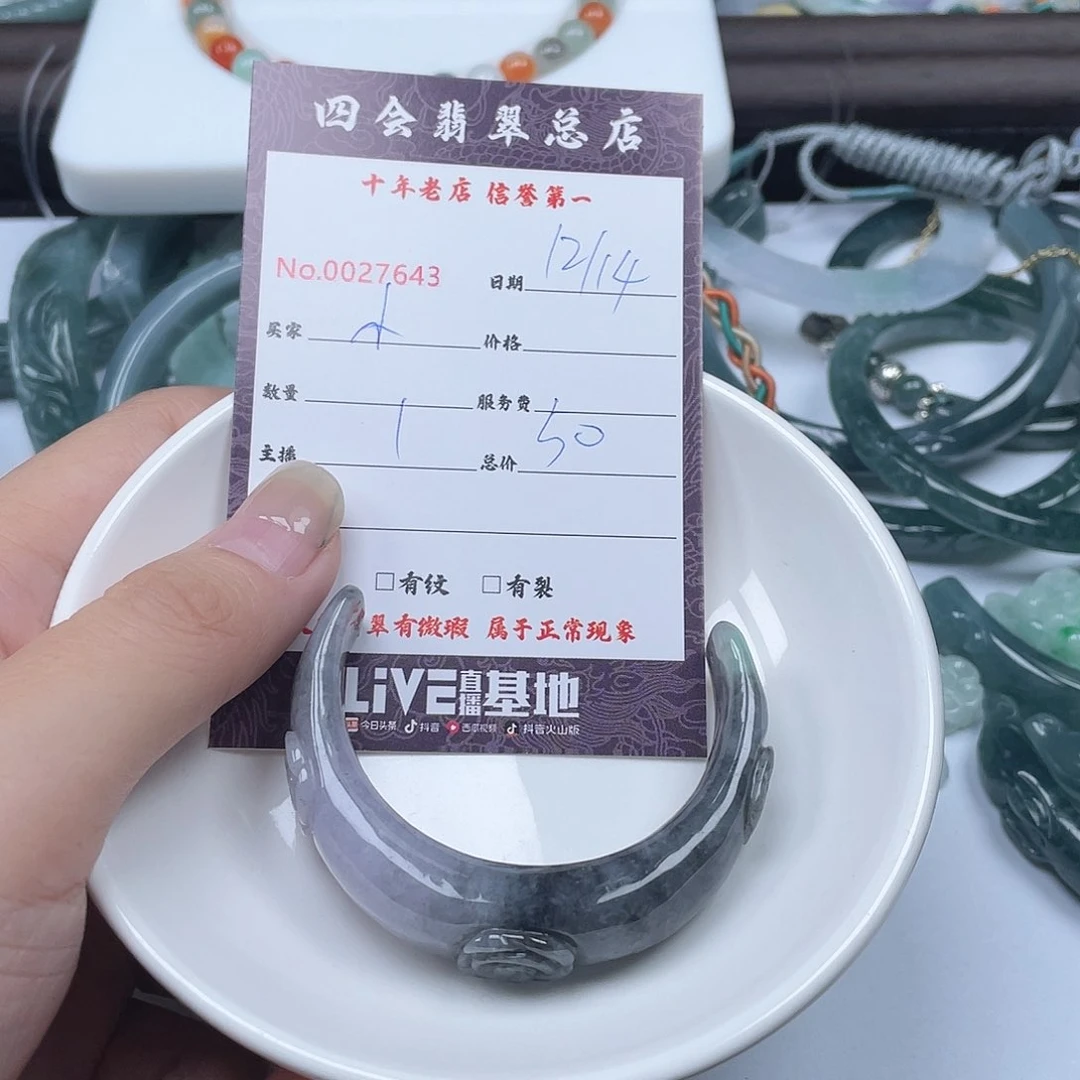 四会翡翠总店
十年老店 信誉第一
No.0027643 日期 12/14
买家 价格
数量 1 服务费 50
主播 总价
□有纹 □有裂
翠有微瑕 属于正常现象
LiVE直播基地
今日头条 抖音 西瓜视频 抖音火山版